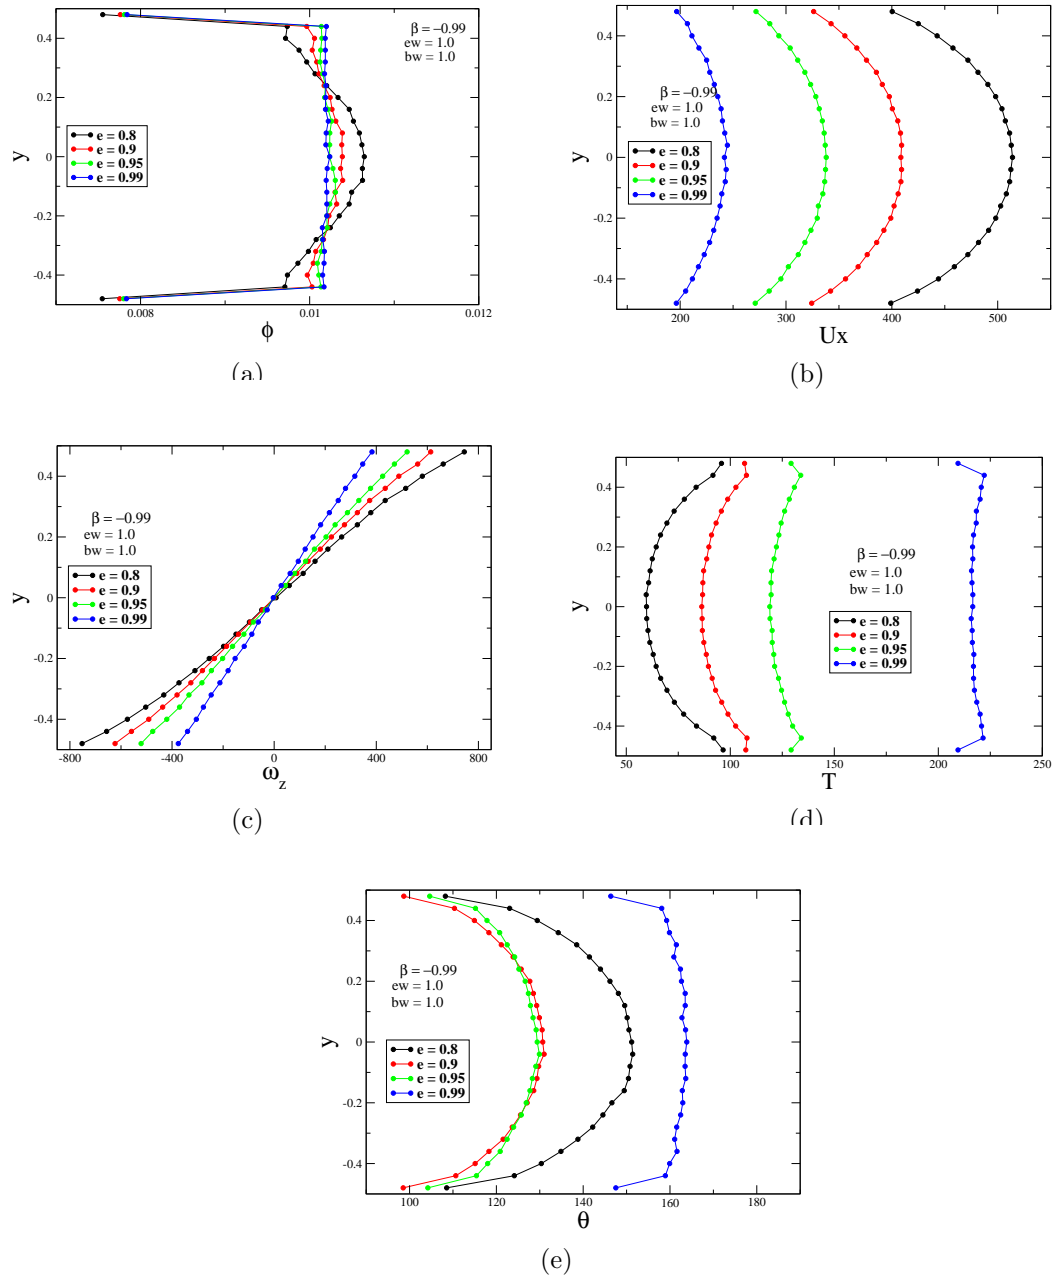 β = −0.99
ew = 1.0
bw = 1.0
e = 0.8
e = 0.9
e = 0.95
e = 0.99
0.4
0.2
0
-0.2
-0.4
y
0.008
0.01
0.012
ϕ
(a)
β = −0.99
ew = 1.0
bw = 1.0
e = 0.8
e = 0.9
e = 0.95
e = 0.99
0.4
0.2
0
-0.2
-0.4
y
200
300
400
500
Ux
(b)
β = −0.99
ew = 1.0
bw = 1.0
e = 0.8
e = 0.9
e = 0.95
e = 0.99
0.4
0.2
0
-0.2
-0.4
y
-800
-400
0
400
800
ω_z
(c)
β = −0.99
ew = 1.0
bw = 1.0
e = 0.8
e = 0.9
e = 0.95
e = 0.99
0.4
0.2
0
-0.2
-0.4
y
50
100
150
200
250
T
(d)
β = −0.99
ew = 1.0
bw = 1.0
e = 0.8
e = 0.9
e = 0.95
e = 0.99
0.4
0.2
0
-0.2
-0.4
y
100
120
140
160
180
θ
(e)